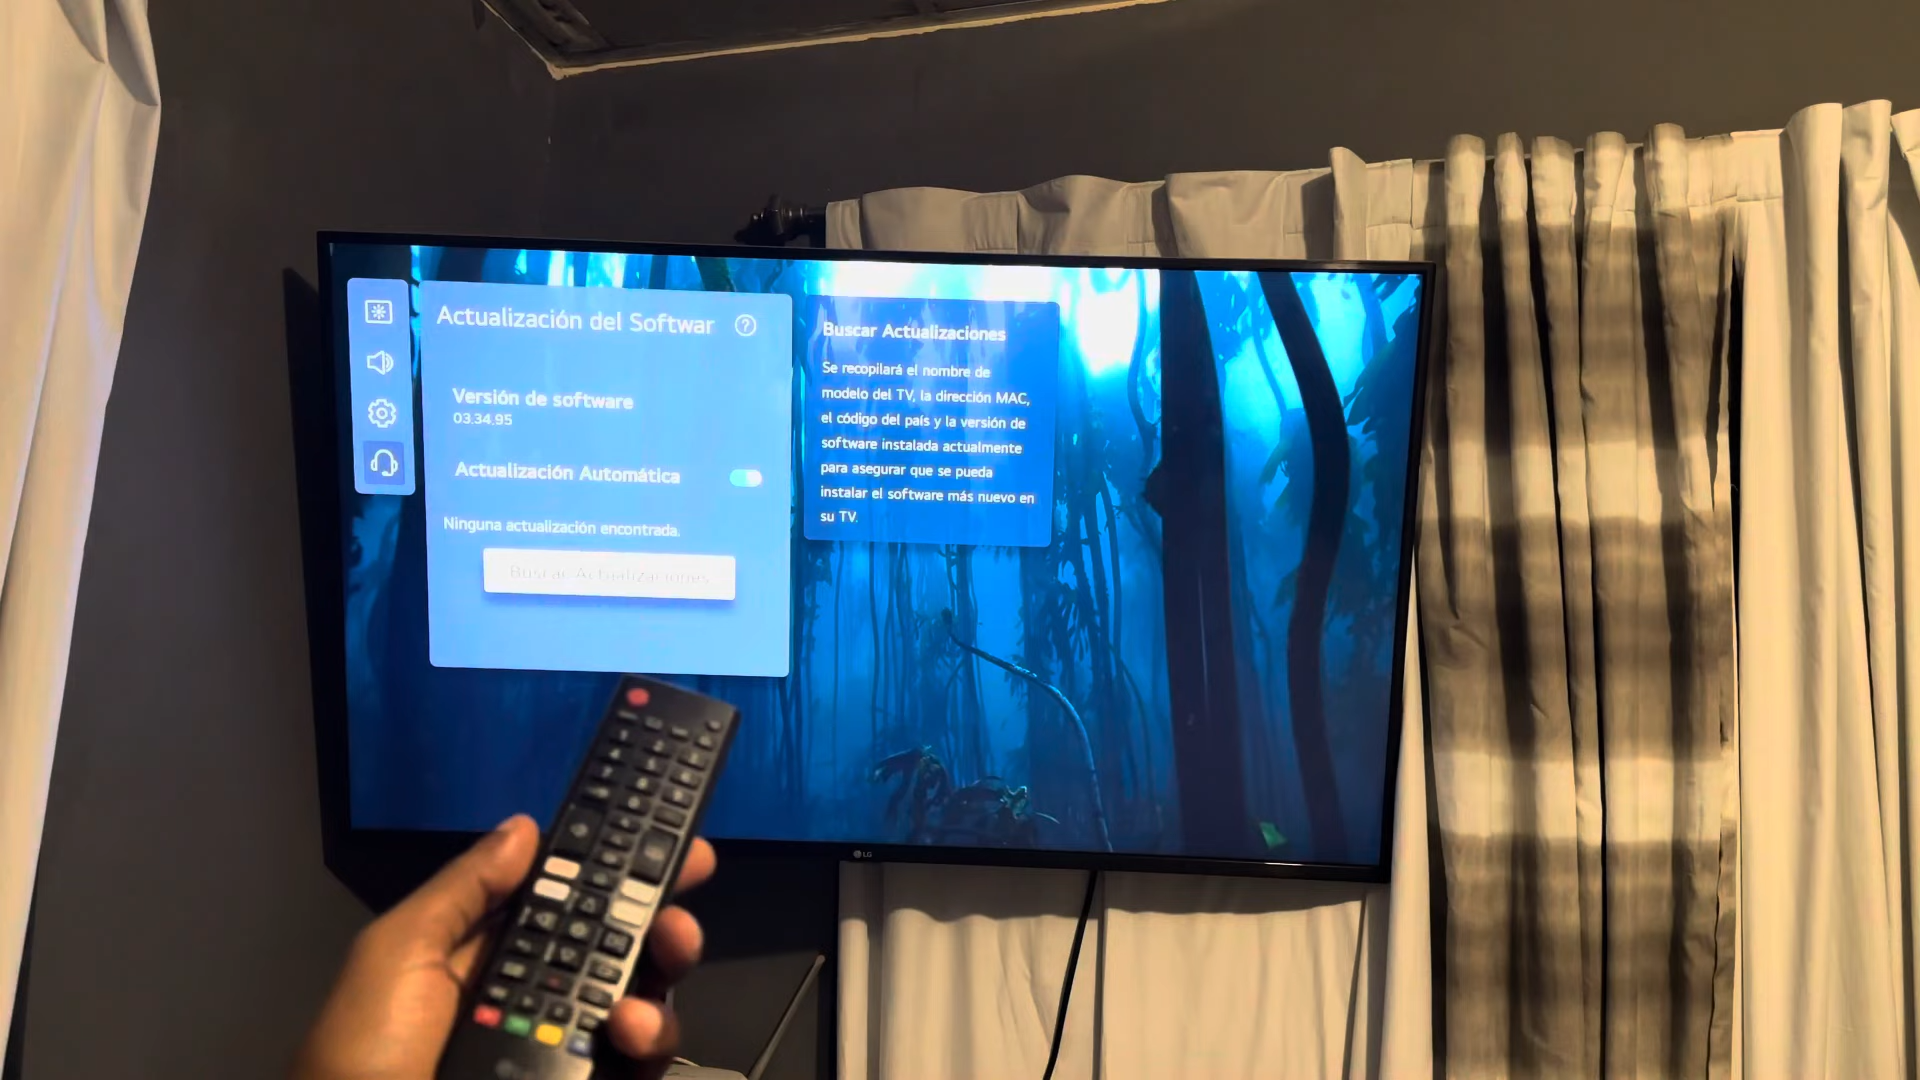 Actualización del Softwar
Versión de software
03.34.95
Actualización Automática
Ninguna actualización encontrada.
Buscar Actualizaciones
Buscar Actualizaciones
Se recopilará el nombre de
modelo del TV, la dirección MAC,
el código del país y la versión de
software instalada actualmente
para asegurar que se pueda
instalar el software más nuevo en
su TV.
LG